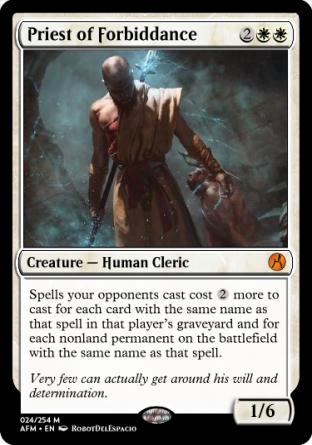 Priest of Forbiddance 2
Creature — Human Cleric
Spells your opponents cast cost 2 more to
cast for each card with the same name as
that spell in that player's graveyard and for
each nonland permanent on the battlefield
with the same name as that spell.
Very few can actually get around his will and
determination.
1/6
024/254 M
AFM • EN RobotDelEspacio